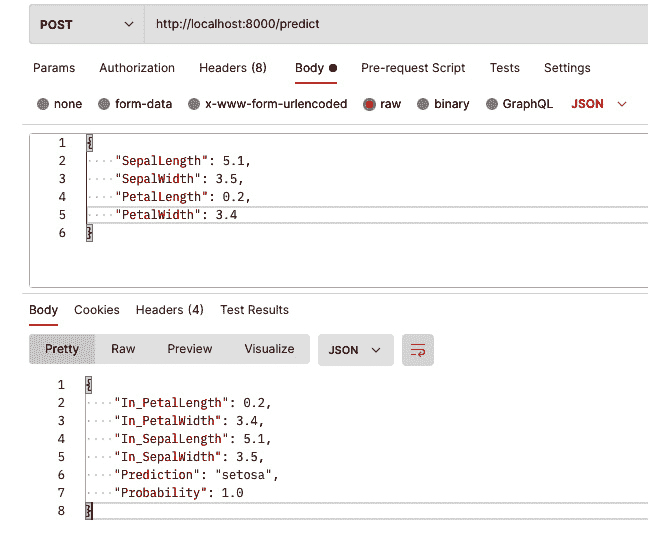 POST http://localhost:8000/predict
Params Authorization Headers (8) Body Pre-request Script Tests Settings
none form-data x-www-form-urlencoded raw binary GraphQL JSON
1 {
2 ····"SepalLength": 5.1,
3 ····"SepalWidth": 3.5,
4 ····"PetalLength": 0.2,
5 ····"PetalWidth": 3.4
6 }
Body Cookies Headers (4) Test Results
Pretty Raw Preview Visualize JSON
1 {
2 ····"In_PetalLength": 0.2,
3 ····"In_PetalWidth": 3.4,
4 ····"In_SepalLength": 5.1,
5 ····"In_SepalWidth": 3.5,
6 ····"Prediction": "setosa",
7 ····"Probability": 1.0
8 }